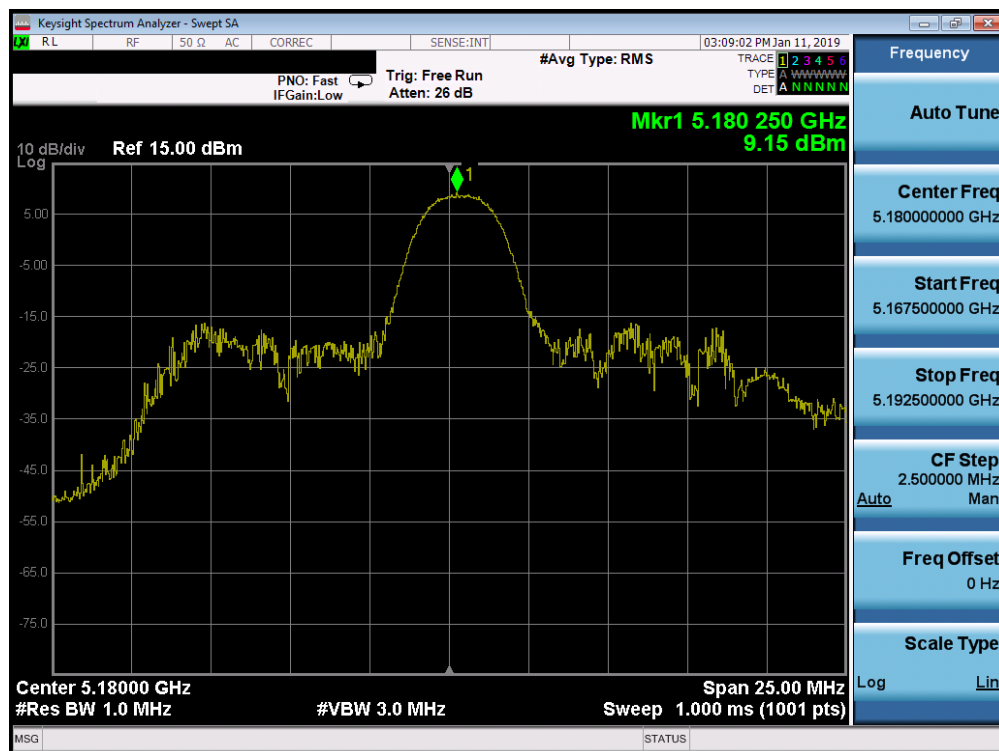 Keysight Spectrum Analyzer - Swept SA
LXI RL RF 50 Ω AC CORREC SENSE:INT 03:09:02 PM Jan 11, 2019
#Avg Type: RMS
TRACE 1 2 3 4 5 6
PNO: Fast Trig: Free Run
TYPE A WWWWW
IFGain:Low Atten: 26 dB
DET A N N N N N
Mkr1 5.180 250 GHz
9.15 dBm
10 dB/div Ref 15.00 dBm
Log
1
5.00
-5.00
-15.0
-25.0
-35.0
-45.0
-55.0
-65.0
-75.0
Center 5.18000 GHz Span 25.00 MHz
#Res BW 1.0 MHz #VBW 3.0 MHz Sweep 1.000 ms (1001 pts)
MSG STATUS
Frequency
Auto Tune
Center Freq
5.180000000 GHz
Start Freq
5.167500000 GHz
Stop Freq
5.192500000 GHz
CF Step
2.500000 MHz
Auto Man
Freq Offset
0 Hz
Scale Type
Log Lin